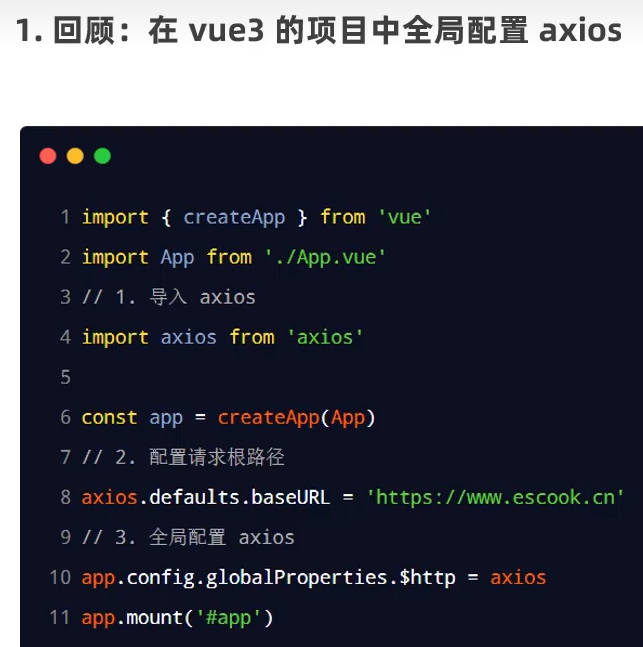 1. 回顾：在 vue3 的项目中全局配置 axios
1 import { createApp } from 'vue'
2 import App from './App.vue'
3 // 1. 导入 axios
4 import axios from 'axios'
5
6 const app = createApp(App)
7 // 2. 配置请求根路径
8 axios.defaults.baseURL = 'https://www.escook.cn'
9 // 3. 全局配置 axios
10 app.config.globalProperties.$http = axios
11 app.mount('#app')